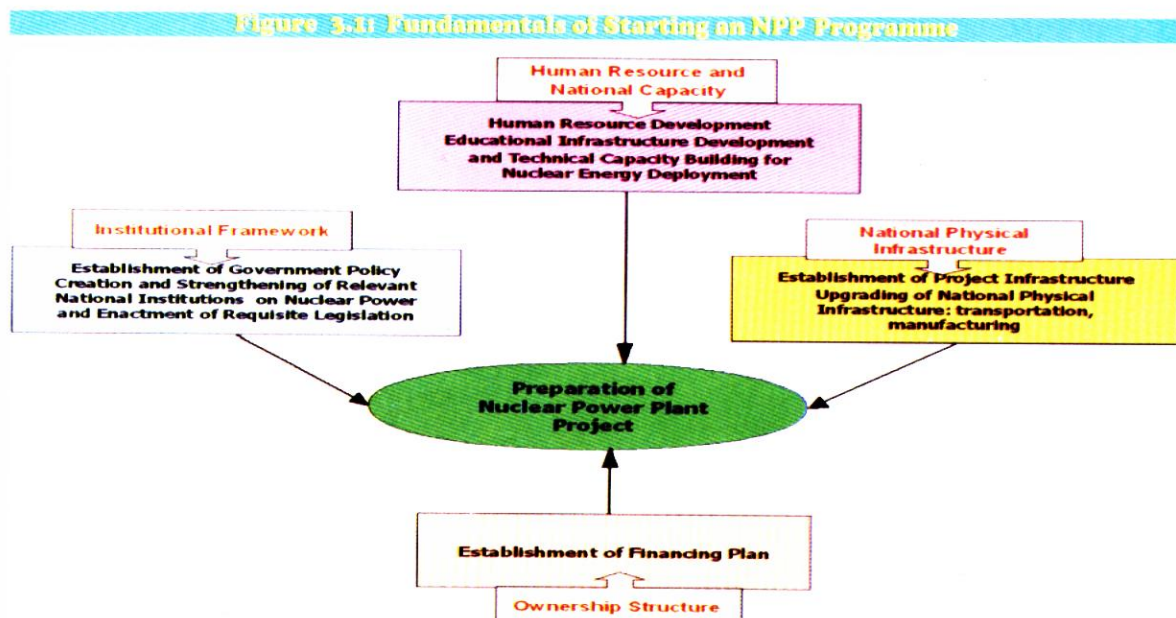 Figure 3.1: Fundamentals of Starting an NPP Programme
Human Resource and
National Capacity
Human Resource Development
Educational Infrastructure Development
and Technical Capacity Building for
Nuclear Energy Deployment
Institutional Framework
Establishment of Government Policy
Creation and Strengthening of Relevant
National Institutions on Nuclear Power
and Enactment of Requisite Legislation
National Physical
Infrastructure
Establishment of Project Infrastructure
Upgrading of National Physical
Infrastructure: transportation,
manufacturing
Preparation of
Nuclear Power Plant
Project
Establishment of Financing Plan
Ownership Structure